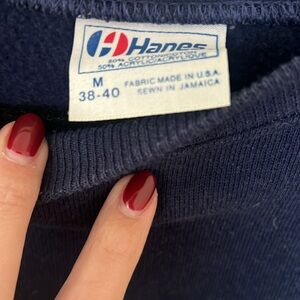 Hanes
50% COTTON/COTON
50% ACRYLIC/ACRYLIQUE
M
38-40
FABRIC MADE IN U.S.A.
SEWN IN JAMAICA